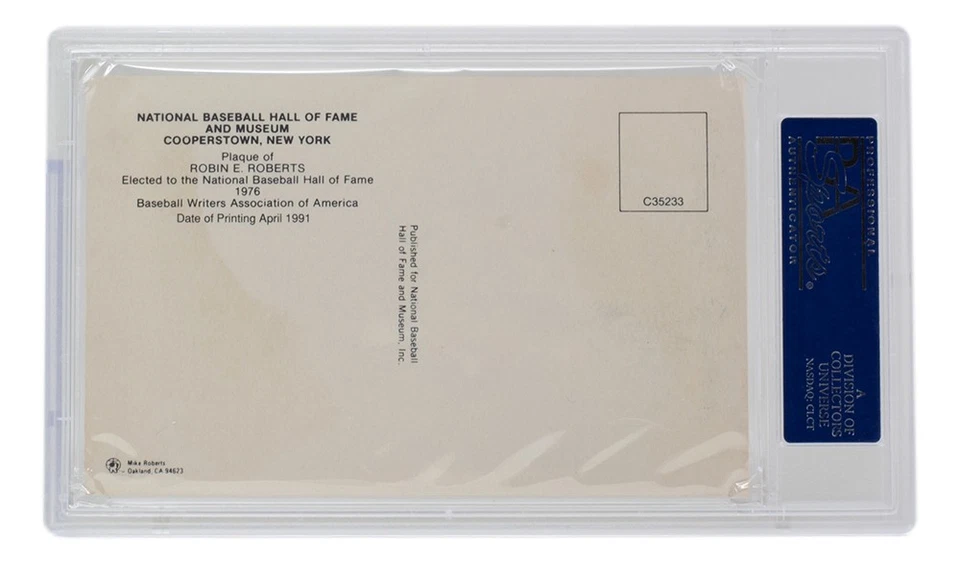 NATIONAL BASEBALL HALL OF FAME
AND MUSEUM
COOPERSTOWN, NEW YORK
Plaque of
ROBIN E. ROBERTS
Elected to the National Baseball Hall of Fame
1976
Baseball Writers Association of America
Date of Printing April 1991
C35233
Published for National Baseball
Hall of Fame and Museum, Inc.
Mike Roberts
Oakland, CA 94623
PROFESSIONAL
PSA
Sports
AUTHENTICATOR
A
DIVISION OF
COLLECTORS
UNIVERSE
NASDAQ: CLCT